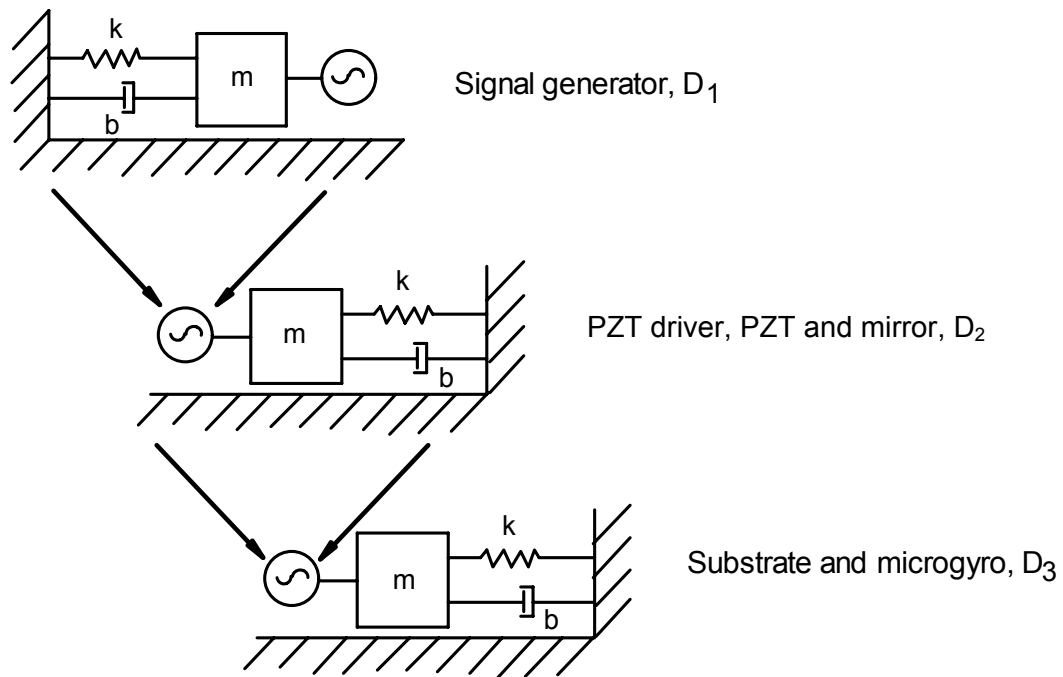 k
m
b
Signal generator, D1
k
m
b
PZT driver, PZT and mirror, D2
k
m
b
Substrate and microgyro, D3